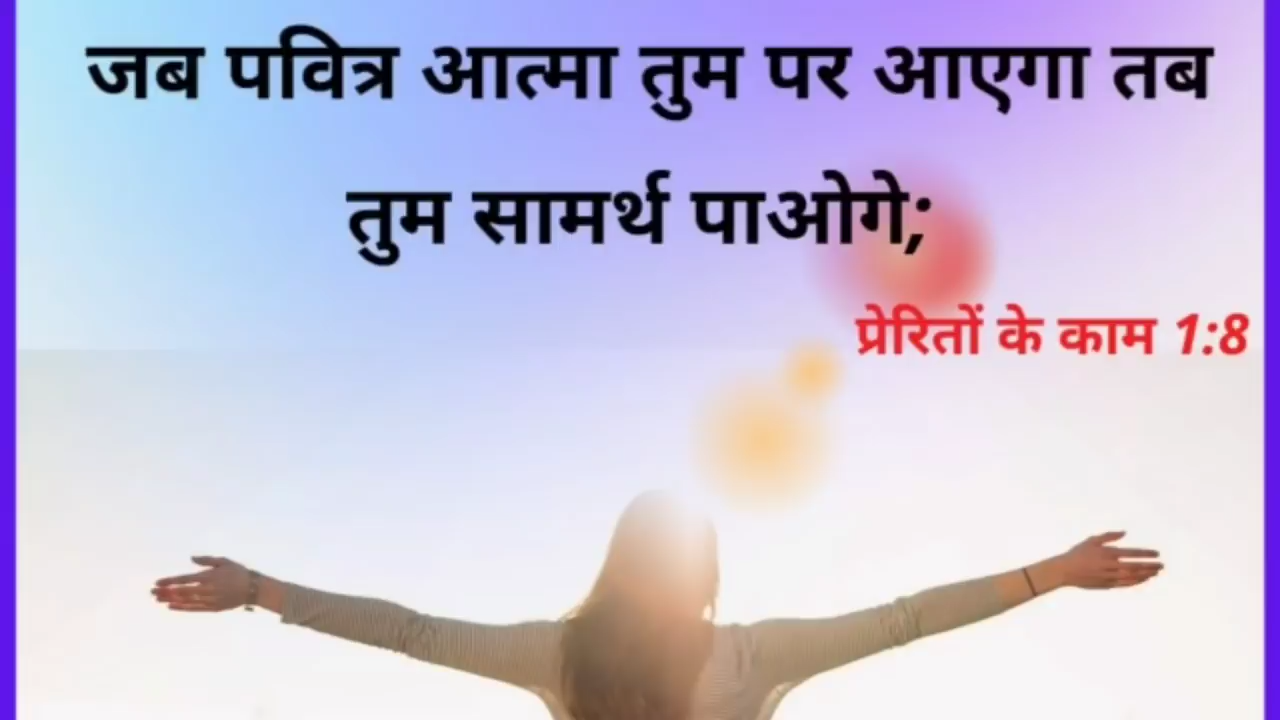 जब पवित्र आत्मा तुम पर आएगा तब
तुम सामर्थ पाओगे;
प्रेरितों के काम 1:8